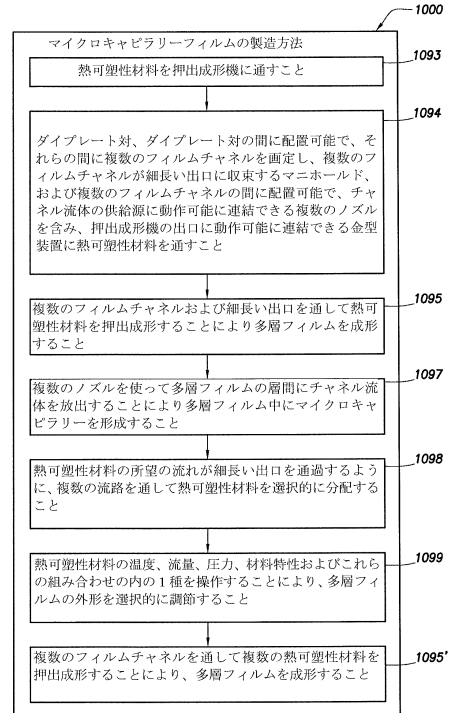 1000
マイクロキャピラリーフィルムの製造方法
1093
熱可塑性材料を押出成形機に通すこと
1094
ダイプレート対、ダイプレート対の間に配置可能で、そ
れらの間に複数のフィルムチャネルを画定し、複数のフ
ィルムチャネルが細長い出口に収束するマニホールド、
および複数のフィルムチャネルの間に配置可能で、チャ
ネル流体の供給源に動作可能に連結できる複数のノズル
を含み、押出成形機の出口に動作可能に連結できる金型
装置に熱可塑性材料を通すこと
1095
複数のフィルムチャネルおよび細長い出口を通して熱可
塑性材料を押出成形することにより多層フィルムを成形
すること
1097
複数のノズルを使って多層フィルムの層間にチャネル流
体を放出することにより多層フィルム中にマイクロキャ
ピラリーを形成すること
1098
熱可塑性材料の所望の流れが細長い出口を通過するよう
に、複数の流路を通して熱可塑性材料を選択的に分配する
こと
1099
熱可塑性材料の温度、流量、圧力、材料特性およびこれら
の組み合わせの内の1種を操作することにより、多層フィ
ルムの外形を選択的に調節すること
1095'
複数のフィルムチャネルを通して複数の熱可塑性材料を
押出成形することにより、多層フィルムを成形すること